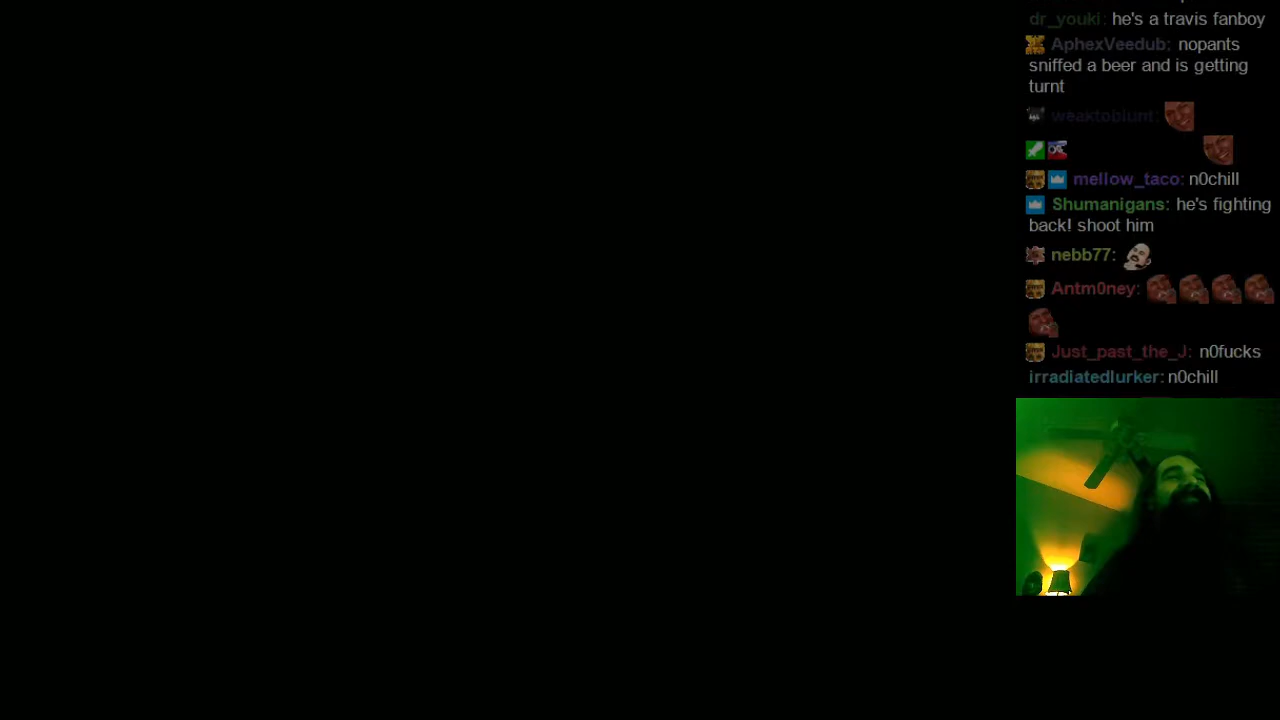 dr_youki: he's a travis fanboy
AphexVeedub: nopants
sniffed a beer and is getting
turnt
weaktoblunt:
mellow_taco: n0chill
Shumanigans: he's fighting
back! shoot him
nebb77:
Antm0ney:
Just_past_the_J: n0fucks
irradiatedlurker: n0chill